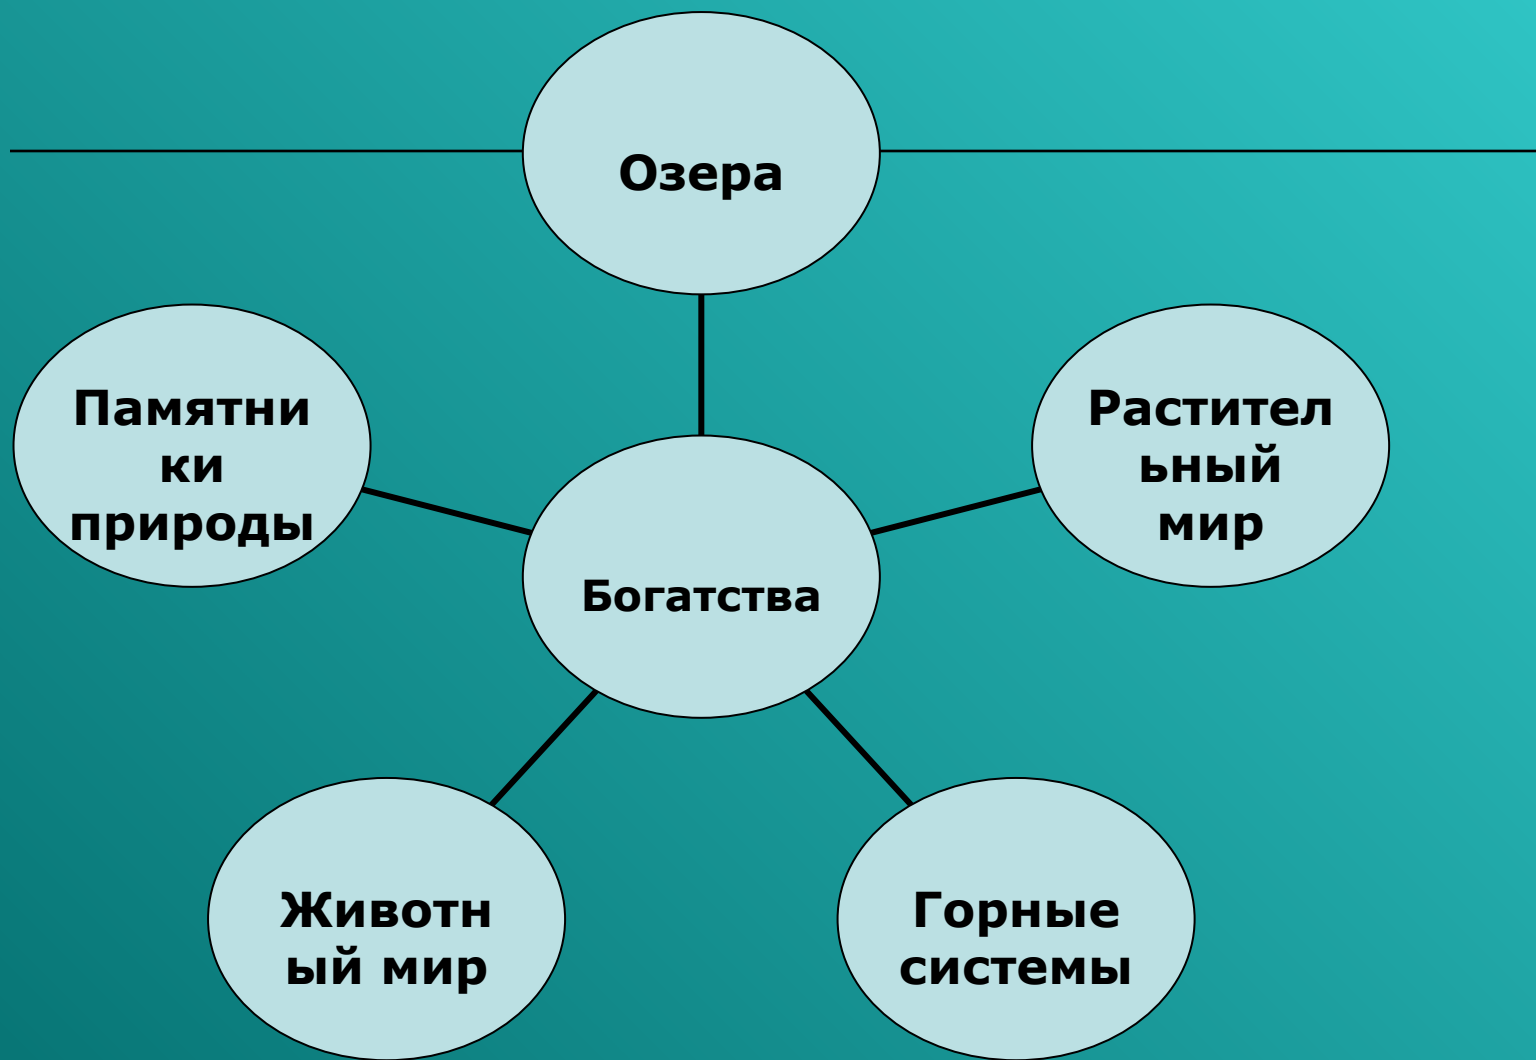 Озера
Памятни
ки
природы
Растител
ьный
мир
Богатства
Животн
ый мир
Горные
системы